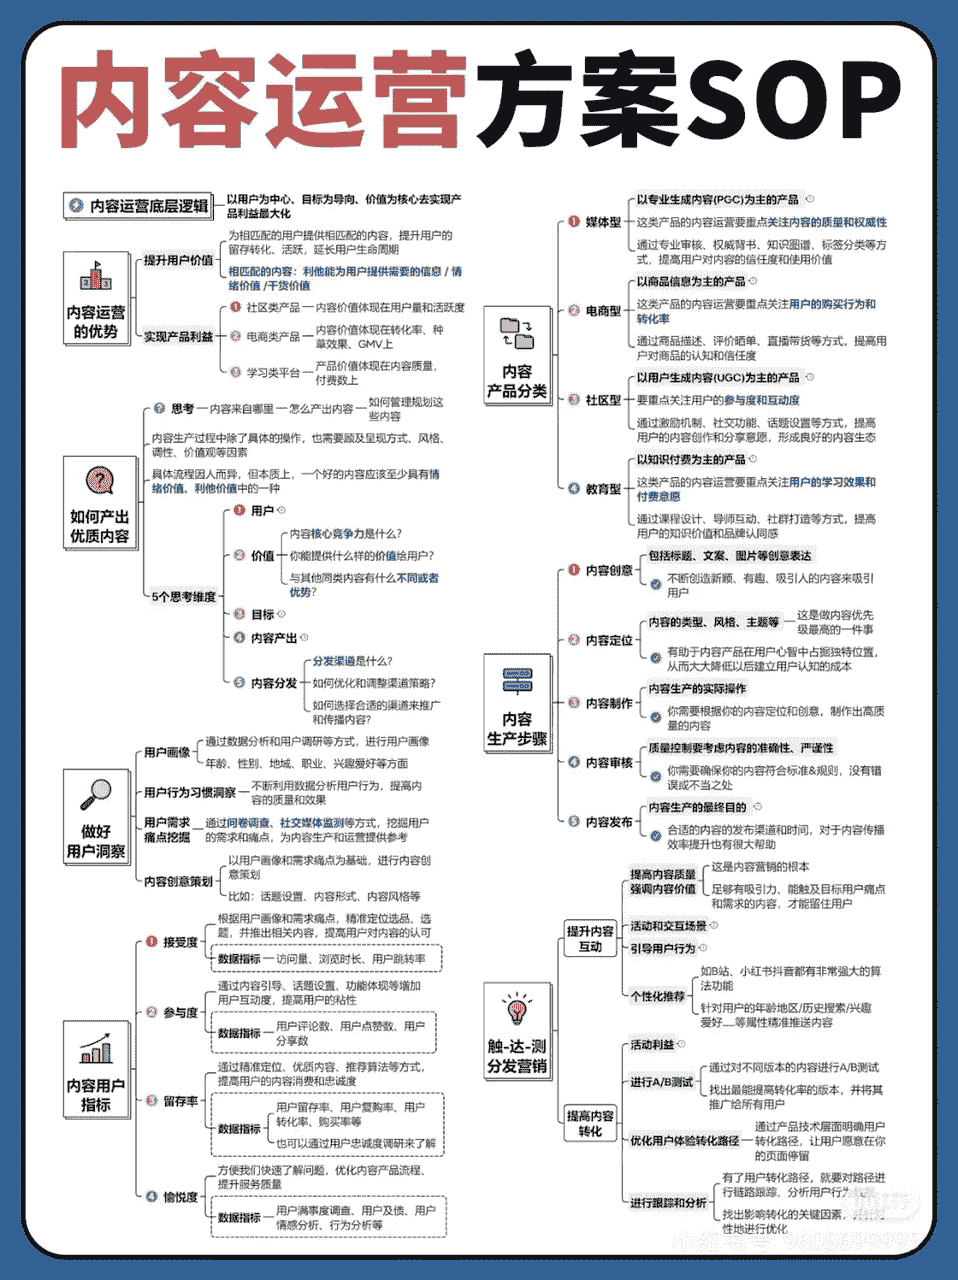 内容运营方案SOP
内容运营底层逻辑
以用户为中心、目标为导向、价值为核心去实现产
品利益最大化
内容运营
的优势
提升用户价值
为相匹配的用户提供相匹配的内容，提升用户的
留存转化、活跃，延长用户生命周期
相匹配的内容：利他能为用户提供需要的信息 / 情
绪价值 /干货价值
实现产品利益
1 社区类产品
内容价值体现在用户量和活跃度
2 电商类产品
内容价值体现在转化率、种
草效果、GMV上
3 学习类平台
产品价值体现在内容质量，
付费数上
如何产出
优质内容
思考
内容来自哪里
怎么产出内容
如何管理规划这
些内容
内容生产过程中除了具体的操作，也需要顾及呈现方式、风格、
调性、价值观等因素
具体流程因人而异，但本质上，一个好的内容应该至少具有情
绪价值、利他价值中的一种
5个思考维度
1 用户
2 价值
内容核心竞争力是什么？
你能提供什么样的价值给用户？
与其他同类内容有什么不同或者
优势？
3 目标
4 内容产出
5 内容分发
分发渠道是什么？
如何优化和调整渠道策略？
如何选择合适的渠道来推广
和传播内容？
做好
用户洞察
用户画像
通过数据分析和用户调研等方式，进行用户画像
年龄、性别、地域、职业、兴趣爱好等方面
用户行为习惯洞察
不断利用数据分析用户行为，提高内
容的质量和效果
用户需求
痛点挖掘
通过问卷调查、社交媒体监测等方式，挖掘用户
的需求和痛点，为内容生产和运营提供参考
内容创意策划
以用户画像和需求痛点为基础，进行内容创
意策划
比如：话题设置、内容形式、内容风格等
内容用户
指标
1 接受度
根据用户画像和需求痛点，精准定位选品、选
题，并推出相关内容，提高用户对内容的认可
数据指标
访问量、浏览时长、用户跳转率
2 参与度
通过内容引导、话题设置、功能体现等增加
用户互动度，提高用户的粘性
数据指标
用户评论数、用户点赞数、用户
分享数
3 留存率
通过精准定位、优质内容、推荐算法等方式，
提高用户的内容消费和忠诚度
数据指标
用户留存率、用户复购率、用户
转化率、购买率等
也可以通过用户忠诚度调研来了解
4 愉悦度
方便我们快速了解问题，优化内容产品流程、
提升服务质量
数据指标
用户满事度调查、用户及债、用户
情感分析、行为分析等
内容
产品分类
1 媒体型
以专业生成内容(PGC)为主的产品
这类产品的内容运营要重点关注内容的质量和权威性
通过专业审核、权威背书、知识图谱、标签分类等方
式，提高用户对内容的信任度和使用价值
2 电商型
以商品信息为主的产品
这类产品的内容运营要重点关注用户的购买行为和
转化率
通过商品描述、评价晒单、直播带货等方式，提高用
户对商品的认知和信任度
3 社区型
以用户生成内容(UGC)为主的产品
要重点关注用户的参与度和互动度
通过激励机制、社交功能、话题设置等方式，提高
用户的内容创作和分享意愿，形成良好的内容生态
4 教育型
以知识付费为主的产品
这类产品的内容运营要重点关注用户的学习效果和
付费意愿
通过课程设计、导师互动、社群打造等方式，提高
用户的知识价值和品牌认同感
内容
生产步骤
1 内容创意
包括标题、文案、图片等创意表达
不断创造新颖、有趣、吸引人的内容来吸引
用户
2 内容定位
内容的类型、风格、主题等
这是做内容优先
级最高的一件事
有助于内容产品在用户心智中占据独特位置，
从而大大降低以后建立用户认知的成本
3 内容制作
内容生产的实际操作
你需要根据你的内容定位和创意，制作出高质
量的内容
4 内容审核
质量控制要考虑内容的准确性、严谨性
你需要确保你的内容符合标准&规则，没有错
误或不当之处
5 内容发布
内容生产的最终目的
合适的内容的发布渠道和时间，对于内容传播
效率提升也有很大帮助
触-达-测
分发营销
提升内容
互动
提高内容质量
强调内容价值
这是内容营销的根本
足够有吸引力、能触及目标用户痛点
和需求的内容，才能留住用户
活动和交互场景
引导用户行为
个性化推荐
如B站、小红书抖音都有非常强大的算
法功能
针对用户的年龄地区/历史搜索/兴趣
爱好......等属性精准推送内容
提高内容
转化
活动利益
进行A/B测试
通过对不同版本的内容进行A/B测试
找出最能提高转化率的版本，并将其
推广给所有用户
优化用户体验转化路径
通过产品技术层面明确用户
转化路径，让用户愿意在你
的页面停留
进行跟踪和分析
有了用户转化路径，就要对路径进
行链路跟踪、分析用户行为
找出影响转化的关键因素，并针对
性地进行优化